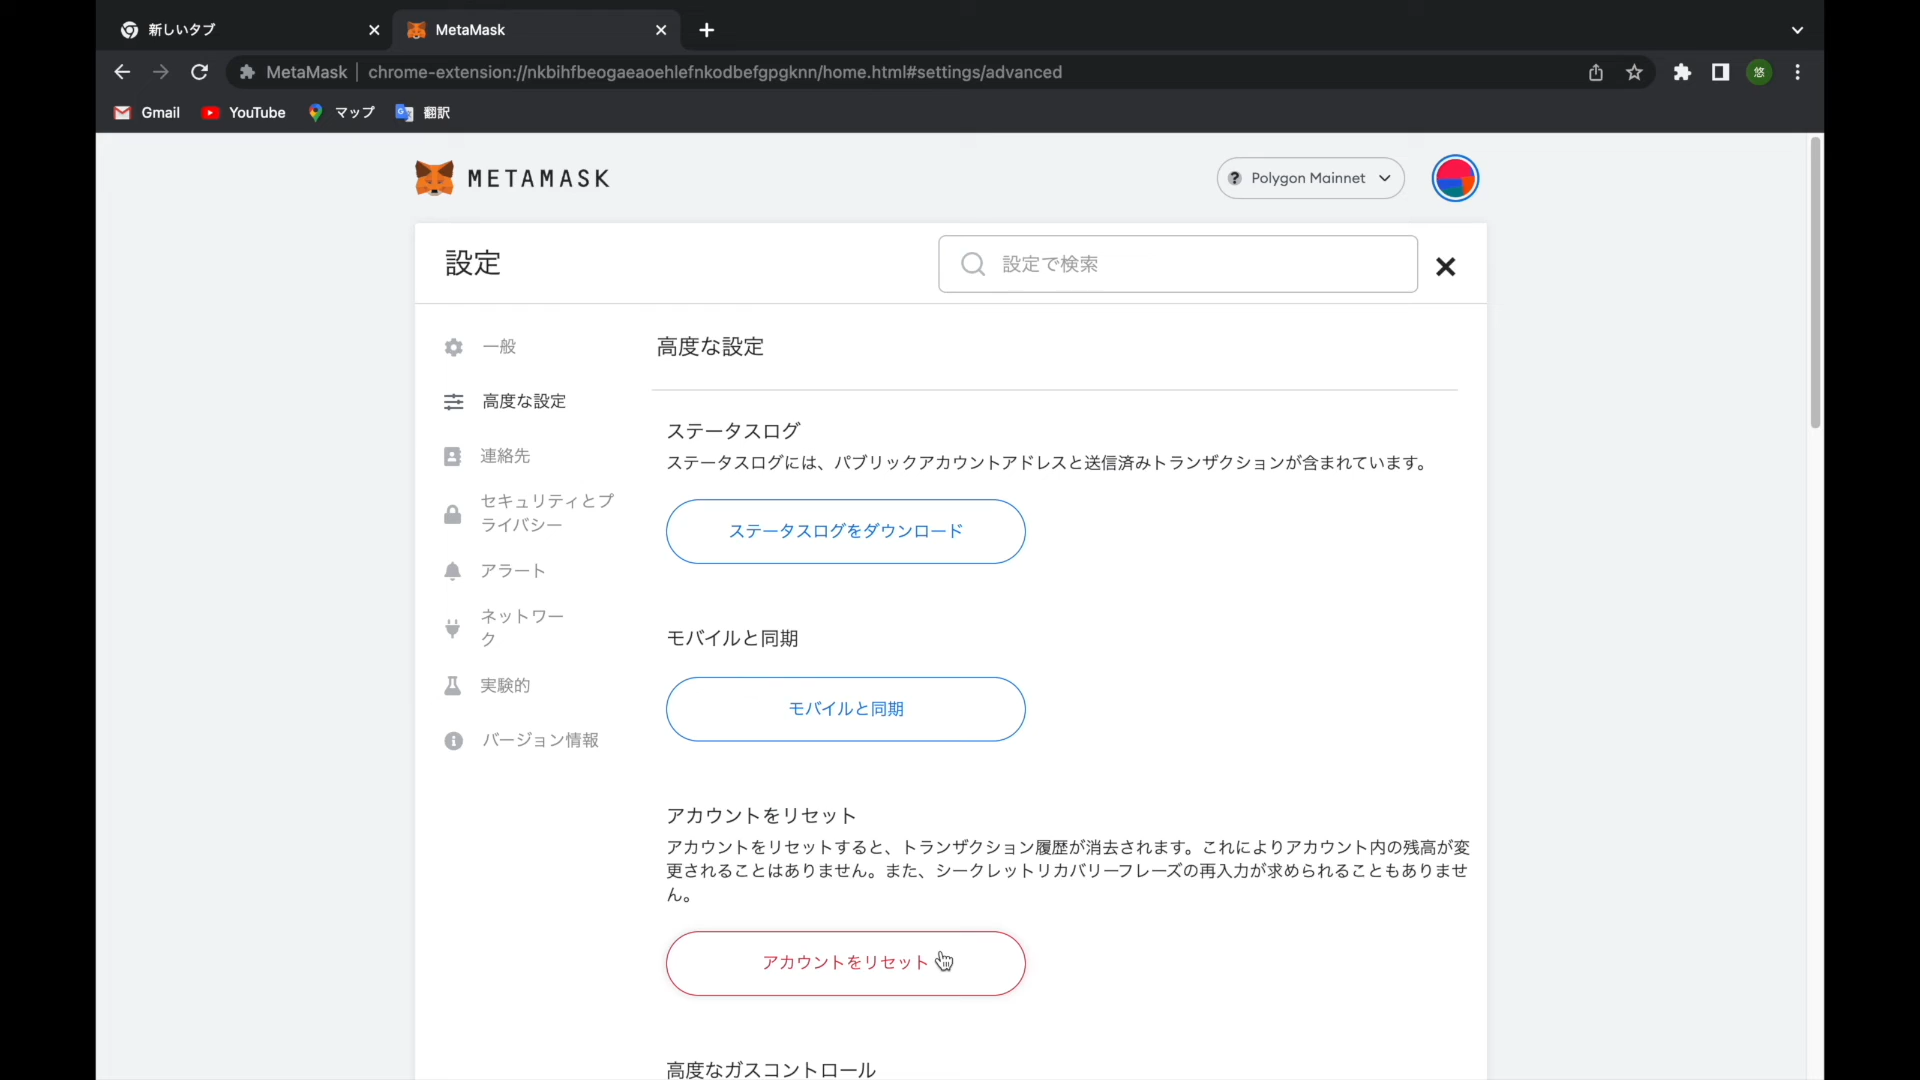 新しいタブ
MetaMask
MetaMask
chrome-extension://nkbihfbeogaeaoehlefnkodbefgpgknn/home.html#settings/advanced
悠
Gmail
YouTube
マップ
翻訳
METAMASK
? Polygon Mainnet
設定
設定で検索
一般
高度な設定
連絡先
セキュリティとプ
ライバシー
アラート
ネットワー
ク
実験的
バージョン情報
高度な設定
ステータスログ
ステータスログには、パブリックアカウントアドレスと送信済みトランザクションが含まれています。
ステータスログをダウンロード
モバイルと同期
モバイルと同期
アカウントをリセット
アカウントをリセットすると、トランザクション履歴が消去されます。これによりアカウント内の残高が変
更されることはありません。また、シークレットリカバリーフレーズの再入力が求められることもありませ
ん。
アカウントをリセット
高度なガスコントロール